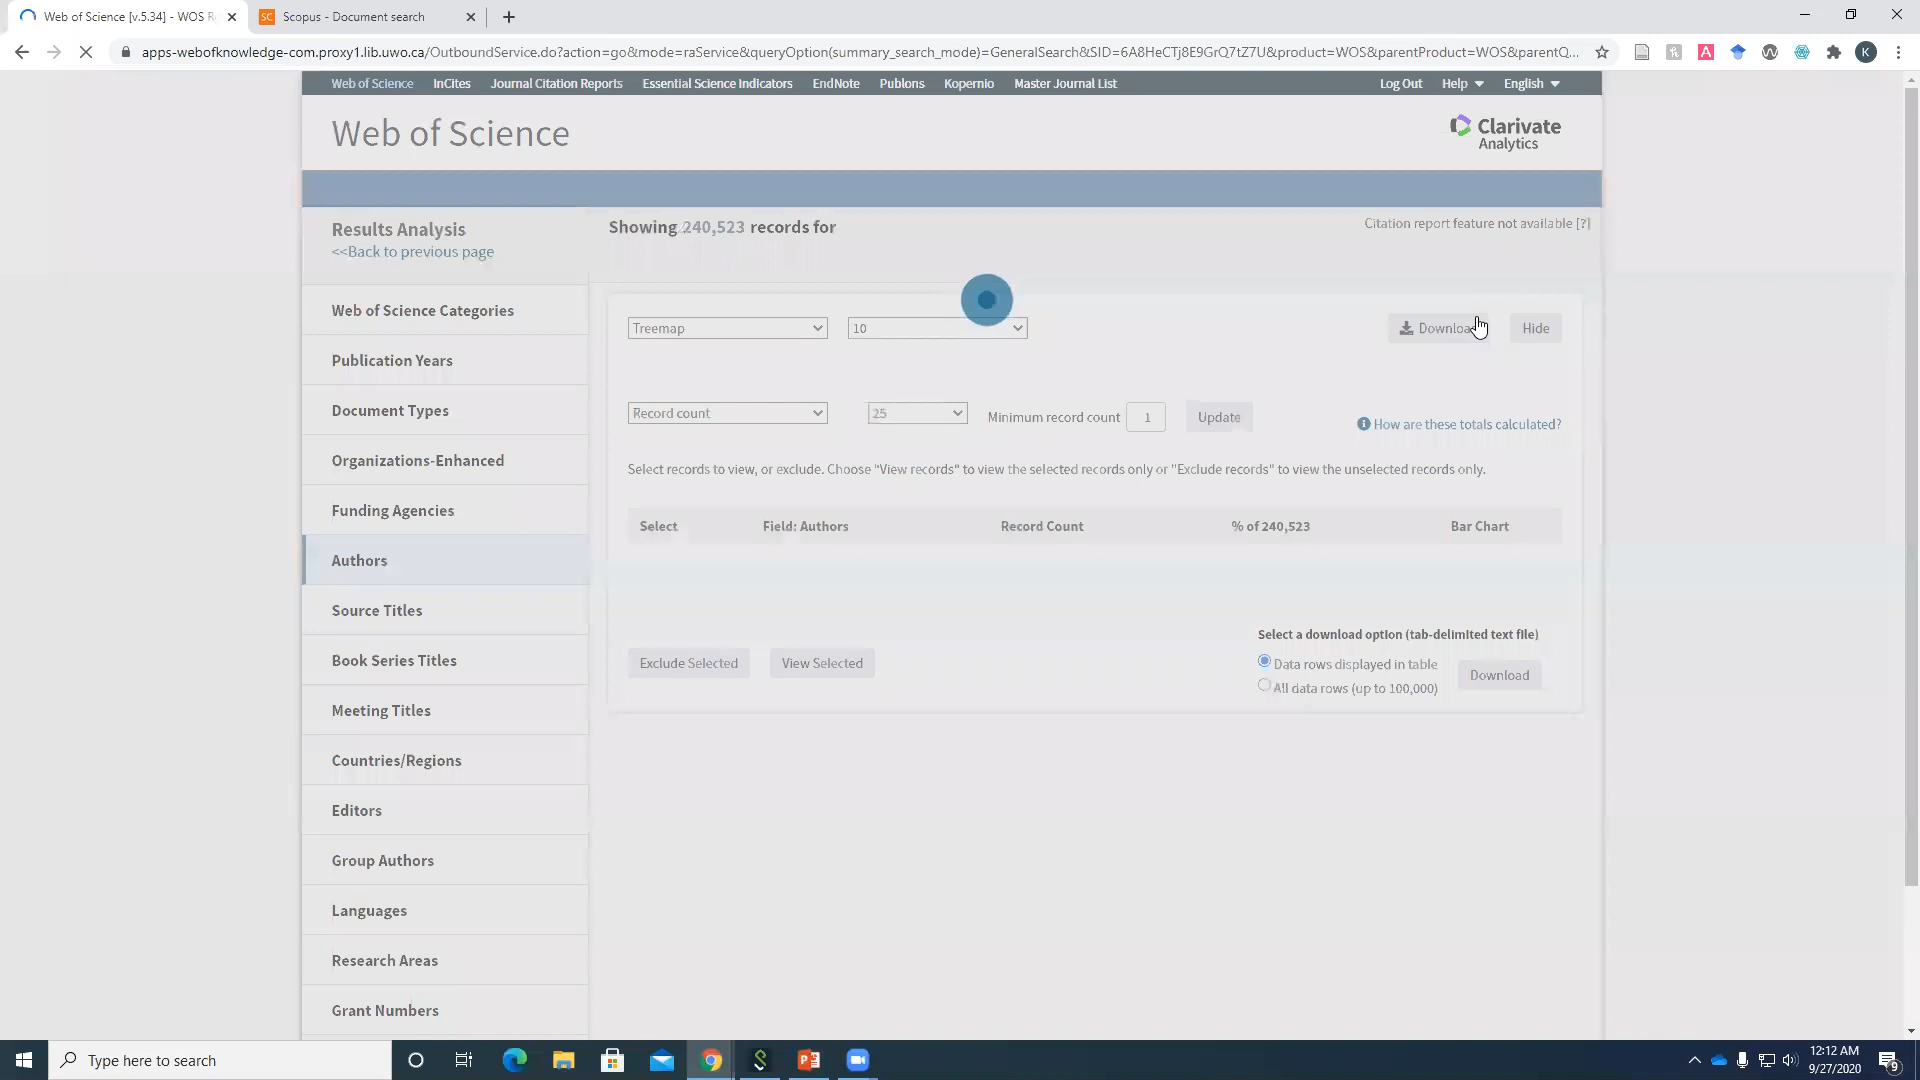 Web of Science [v.5.34] - WOS R
Scopus - Document search
apps-webofknowledge-com.proxy1.lib.uwo.ca/OutboundService.do?action=go&mode=raService&queryOption(summary_search_mode)=GeneralSearch&SID=6A8HeCTj8E9GrQ7tZ7U&product=WOS&parentProduct=WOS&parentQ...
K
Web of Science InCites Journal Citation Reports Essential Science Indicators EndNote Publons Kopernio Master Journal List Log Out Help English
Web of Science
Clarivate
Analytics
Results Analysis
<<Back to previous page
Showing 240,523 records for
Citation report feature not available [?]
Web of Science Categories
Publication Years
Document Types
Organizations-Enhanced
Funding Agencies
Authors
Source Titles
Book Series Titles
Meeting Titles
Countries/Regions
Editors
Group Authors
Languages
Research Areas
Grant Numbers
Treemap 10 Download Hide
Record count 25 Minimum record count 1 Update
How are these totals calculated?
Select records to view, or exclude. Choose "View records" to view the selected records only or "Exclude records" to view the unselected records only.
Select Field: Authors Record Count % of 240,523 Bar Chart
Exclude Selected View Selected
Select a download option (tab-delimited text file)
Data rows displayed in table
All data rows (up to 100,000)
Download
Type here to search
12:12 AM
9/27/2020
9